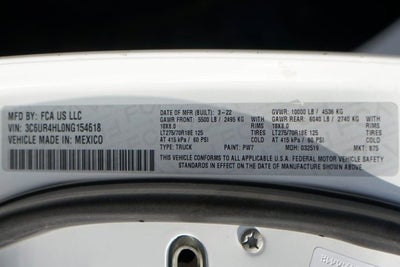 MFD BY: FCA US LLC
VIN: 3C6UR4HL0NG154618
VEHICLE MADE IN: MEXICO
DATE OF MFR (BUILT): 3-22
GAWR FRONT: 5500 LB / 2495 KG
18X8.0 RIMS
LT275/70R18E 125 TIRES
AT 415 kPa / 60 PSI COLD
GVWR: 10000 LB / 4536 KG
WITH GAWR REAR: 6040 LB / 2740 KG WITH
18X8.0 RIMS
LT275/70R18E 125 TIRES
AT 415 kPa / 60 PSI COLD
THIS VEHICLE CONFORMS TO ALL APPLICABLE FEDERAL MOTOR VEHICLE SAFETY
STANDARDS IN EFFECT ON THE DATE OF MANUFACTURE SHOWN ABOVE.
TYPE: TRUCK PAINT: PW7 MDH: 032519 MKT: 875